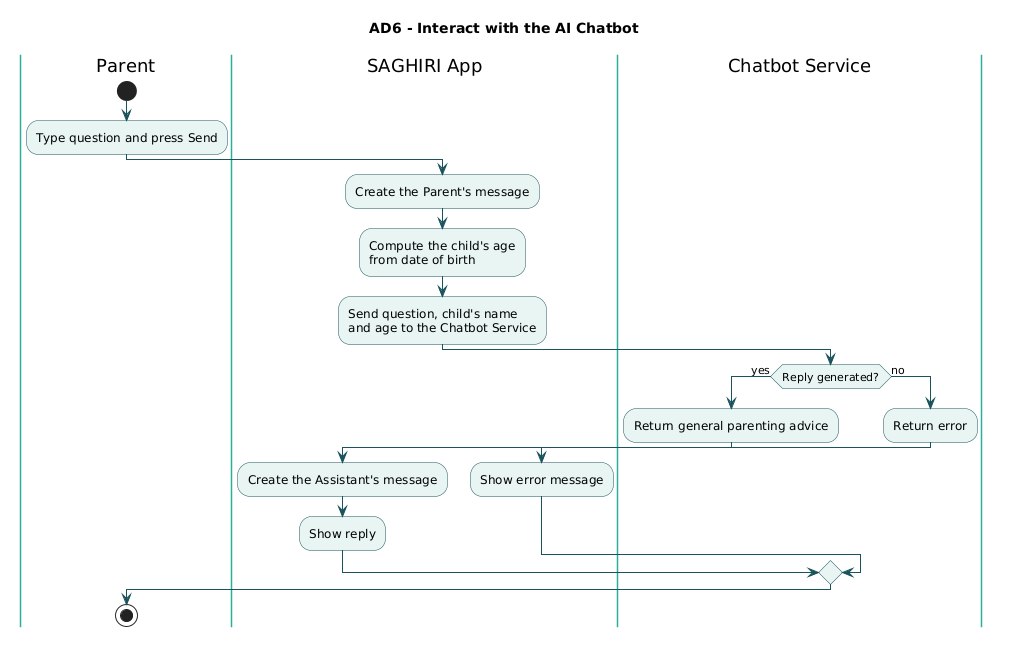 AD6 - Interact with the AI Chatbot
Parent
SAGHIRI App
Chatbot Service
Type question and press Send
Create the Parent's message
Compute the child's age
from date of birth
Send question, child's name
and age to the Chatbot Service
yes
Reply generated?
no
Return general parenting advice
Return error
Create the Assistant's message
Show error message
Show reply